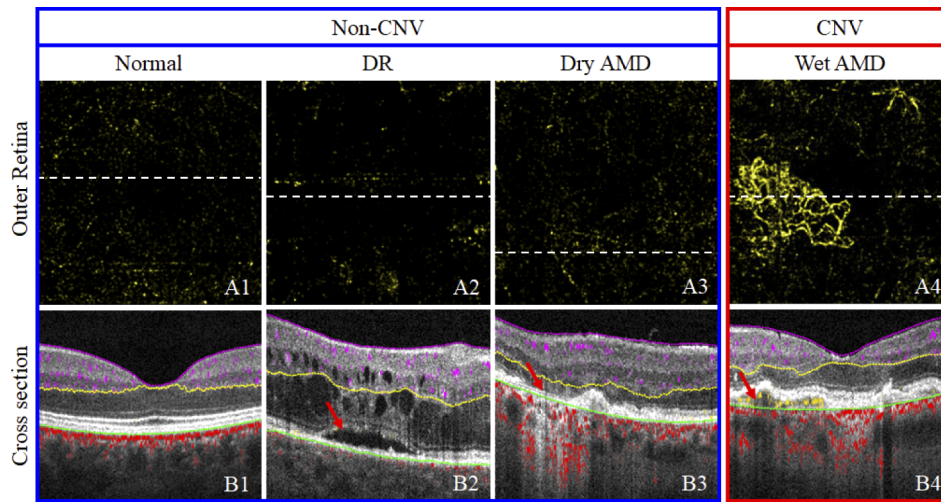 Non-CNV
CNV
Normal
DR
Dry AMD
Wet AMD
Outer Retina
A1
A2
A3
A4
Cross section
B1
B2
B3
B4